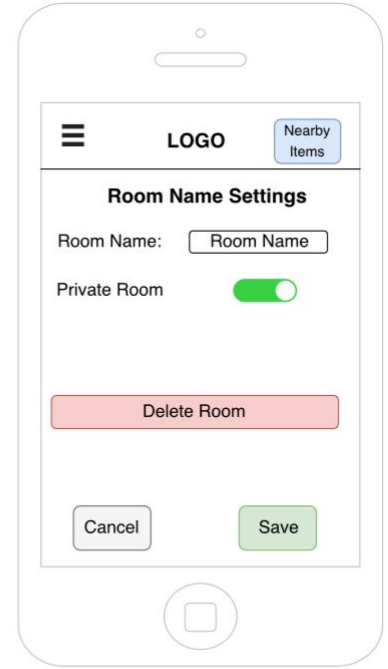 LOGO
Nearby
Items
Room Name Settings
Room Name: Room Name
Private Room
Delete Room
Cancel Save